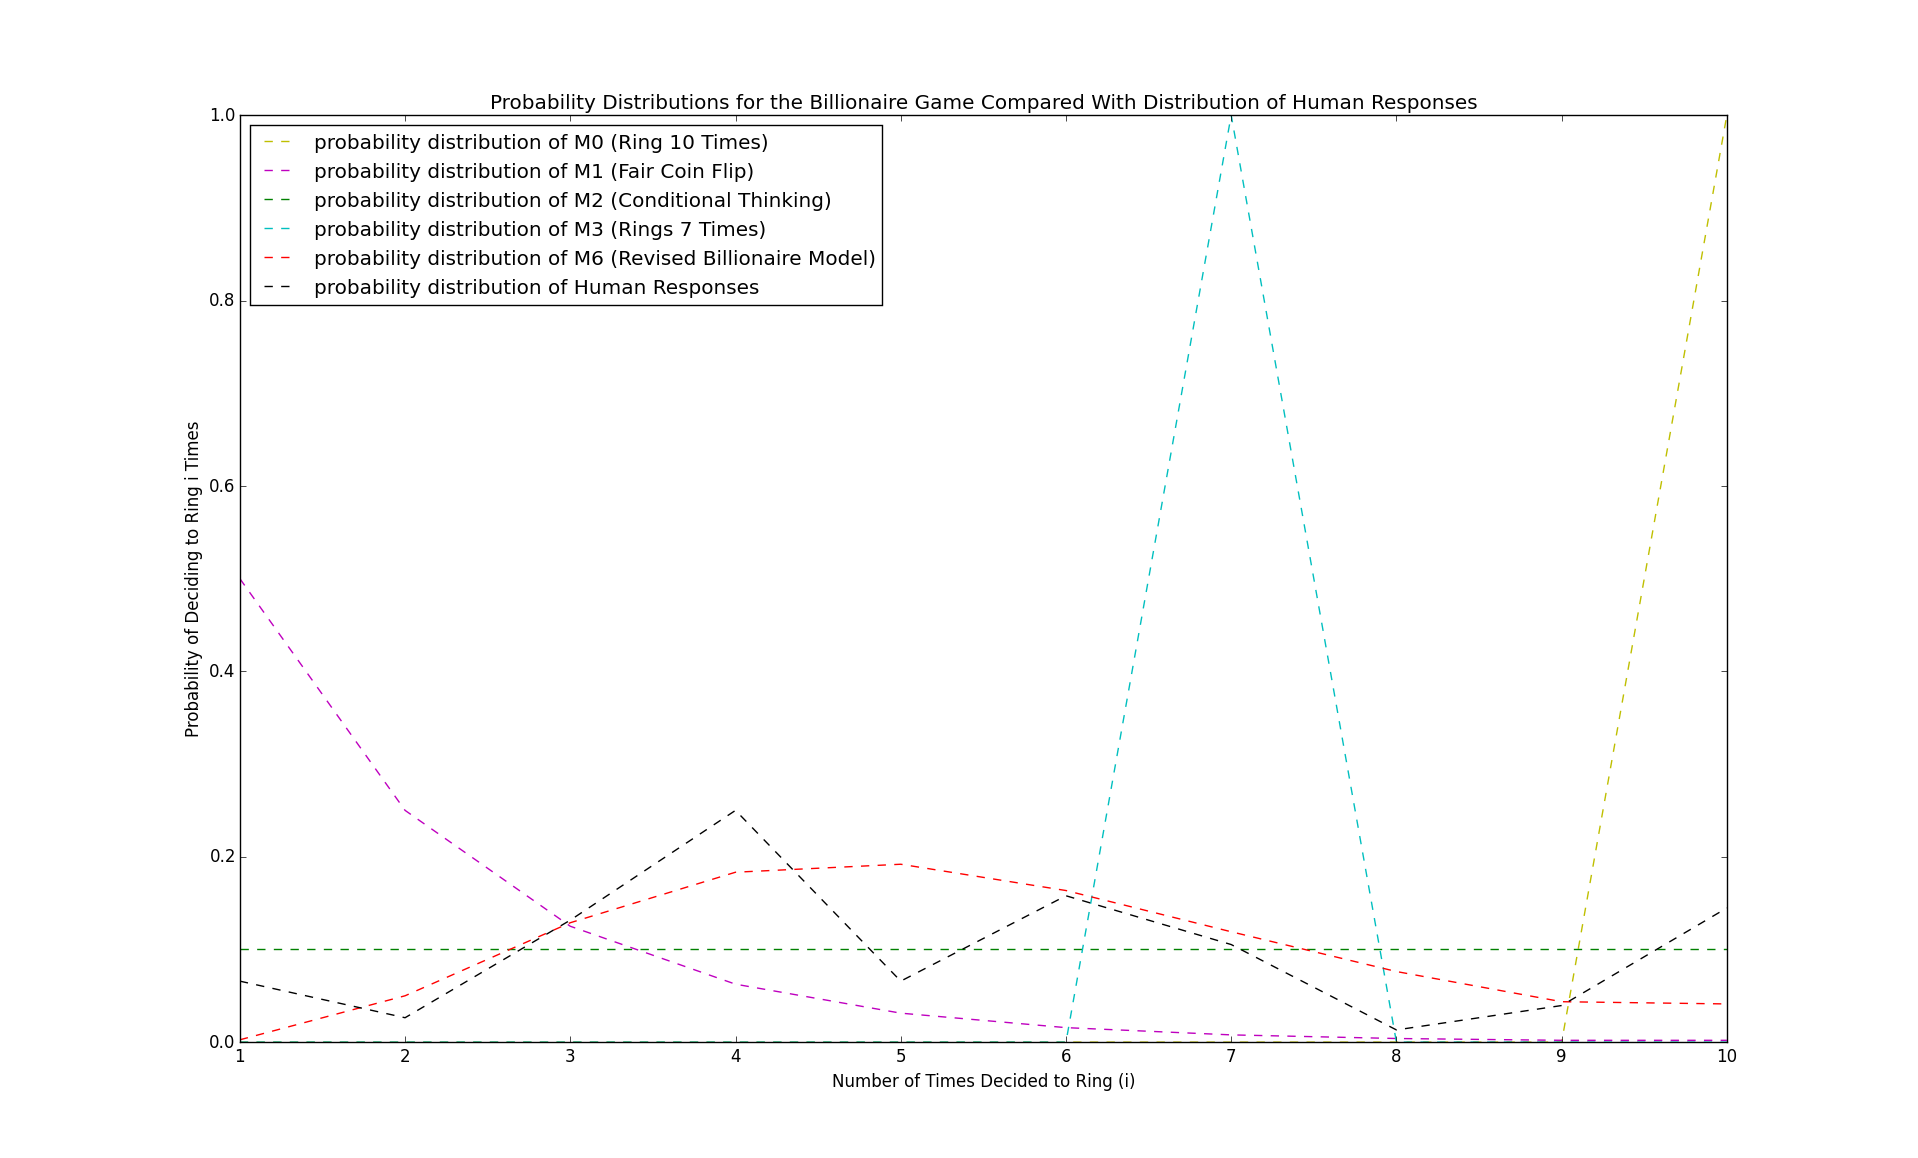 Probability Distributions for the Billionaire Game Compared With Distribution of Human Responses
probability distribution of M0 (Ring 10 Times)
probability distribution of M1 (Fair Coin Flip)
probability distribution of M2 (Conditional Thinking)
probability distribution of M3 (Rings 7 Times)
probability distribution of M6 (Revised Billionaire Model)
probability distribution of Human Responses
Probability of Deciding to Ring i Times
1.0
0.8
0.6
0.4
0.2
0.0
1 2 3 4 5 6 7 8 9 10
Number of Times Decided to Ring (i)